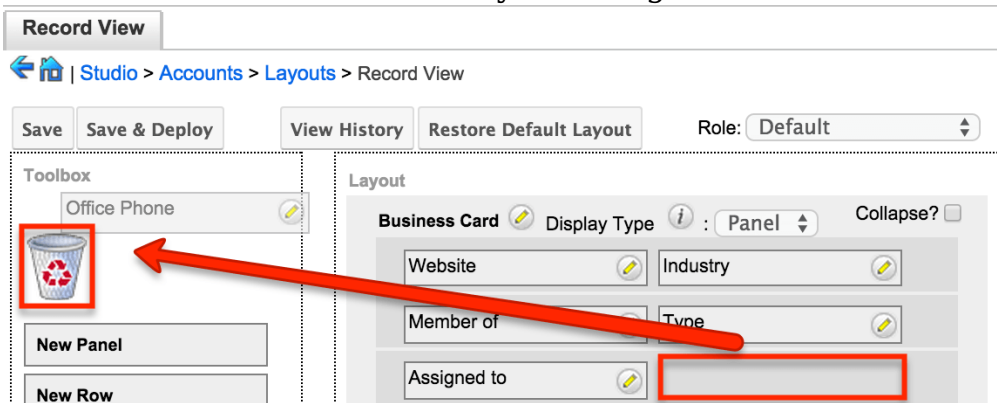 Record View
| Studio > Accounts > Layouts > Record View
Save Save & Deploy View History Restore Default Layout Role: Default
Toolbox
Office Phone
New Panel
New Row
Layout
Business Card Display Type i : Panel Collapse?
Website Industry
Member of Type
Assigned to